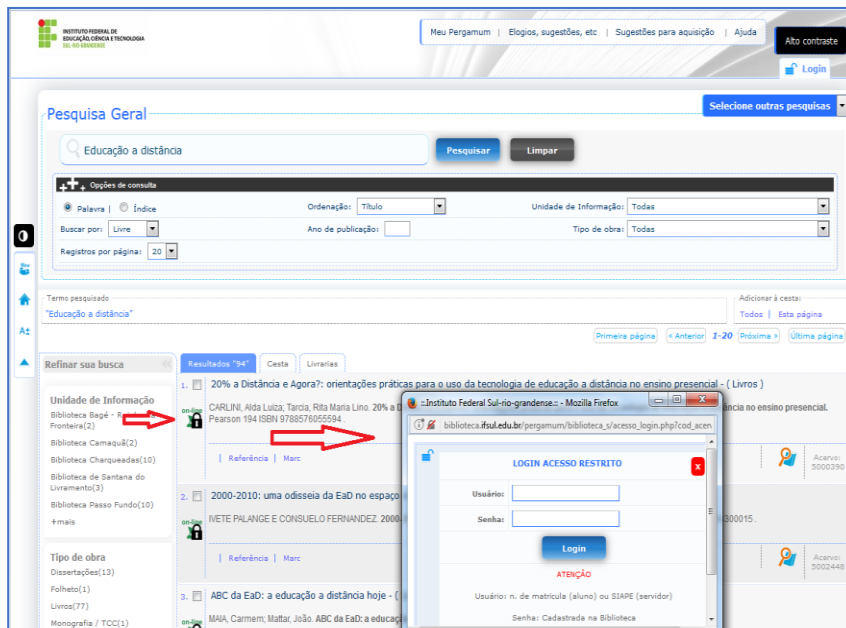 INSTITUTO FEDERAL DE
EDUCAÇÃO, CIÊNCIA E TECNOLOGIA
SUL-RIO-GRANDENSE
Meu Pergamum | Elogios, sugestões, etc | Sugestões para aquisição | Ajuda
Alto contraste
Login
Pesquisa Geral
Selecione outras pesquisas
Educação a distância
Pesquisar
Limpar
Opções de consulta
Palavra | Índice
Ordenação: Título
Unidade de Informação: Todas
Buscar por: Livre
Ano de publicação:
Tipo de obra: Todas
Registros por página: 20
Termo pesquisado
"Educação a distância"
Adicionar à cesta:
Todos | Esta página
Primeira página « Anterior 1-20 Próxima » Última página
Refinar sua busca
Unidade de Informação
Biblioteca Bagé -
Fronteira(2)
Biblioteca Camaquã(2)
Biblioteca Charqueadas(10)
Biblioteca de Santana do
Livramento(3)
Biblioteca Passo Fundo(10)
+mais
Tipo de obra
Dissertações(13)
Folheto(1)
Livros(77)
Monografia / TCC(1)
Resultados "94" Cesta Livrarias
1. 20% a Distância e Agora?: orientações práticas para o uso da tecnologia de educação a distância no ensino presencial - ( Livros )
on-line
CARLINI, Alda Luiza; Tarcia, Rita Maria Lino. 20% a D
ância no ensino presencial.
Pearson 194 ISBN 9788576055594 .
| Referência | Marc
Acervo:
5000390
2. 2000-2010: uma odisseia da EaD no espaço
on-line
IVETE PALANGE E CONSUELO FERNANDEZ. 2000-
300015 .
| Referência | Marc
Acervo:
5002448
3. ABC da EaD: a educação a distância hoje - (
on-line
MAIA, Carmem; Mattar, João. ABC da EaD: a educaç
::.Instituto Federal Sul-rio-grandense.:: - Mozilla Firefox
biblioteca.ifsul.edu.br/pergamum/biblioteca_s/acesso_login.php?cod_acen
LOGIN ACESSO RESTRITO
x
Usuário:
Senha:
Login
ATENÇÃO
Usuário: n. de matrícula (aluno) ou SIAPE (servidor)
Senha: Cadastrada na Biblioteca